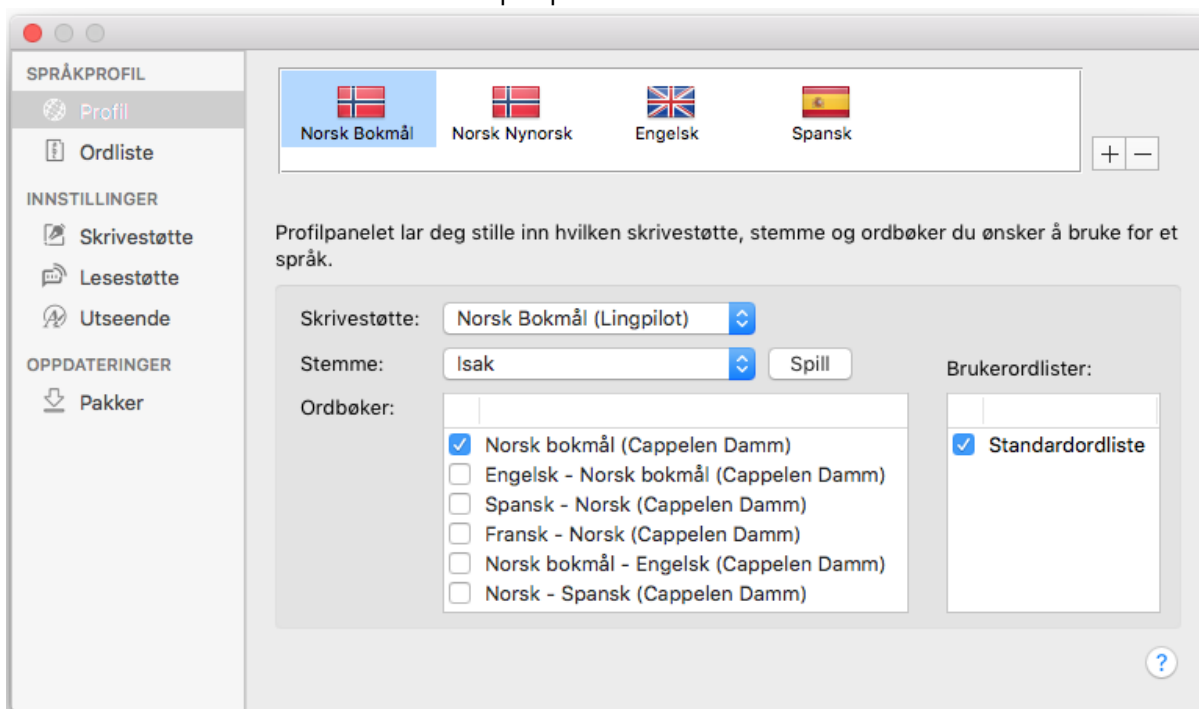 SPRÅKPROFIL
Profil
Ordliste
INNSTILLINGER
Skrivestøtte
Lesestøtte
Utseende
OPPDATERINGER
Pakker
Norsk Bokmål
Norsk Nynorsk
Engelsk
Spansk
+ −
Profilpanelet lar deg stille inn hvilken skrivestøtte, stemme og ordbøker du ønsker å bruke for et
språk.
Skrivestøtte: Norsk Bokmål (Lingpilot)
Stemme: Isak Spill
Ordbøker:
Norsk bokmål (Cappelen Damm)
Engelsk - Norsk bokmål (Cappelen Damm)
Spansk - Norsk (Cappelen Damm)
Fransk - Norsk (Cappelen Damm)
Norsk bokmål - Engelsk (Cappelen Damm)
Norsk - Spansk (Cappelen Damm)
Brukerordlister:
Standardordliste
?